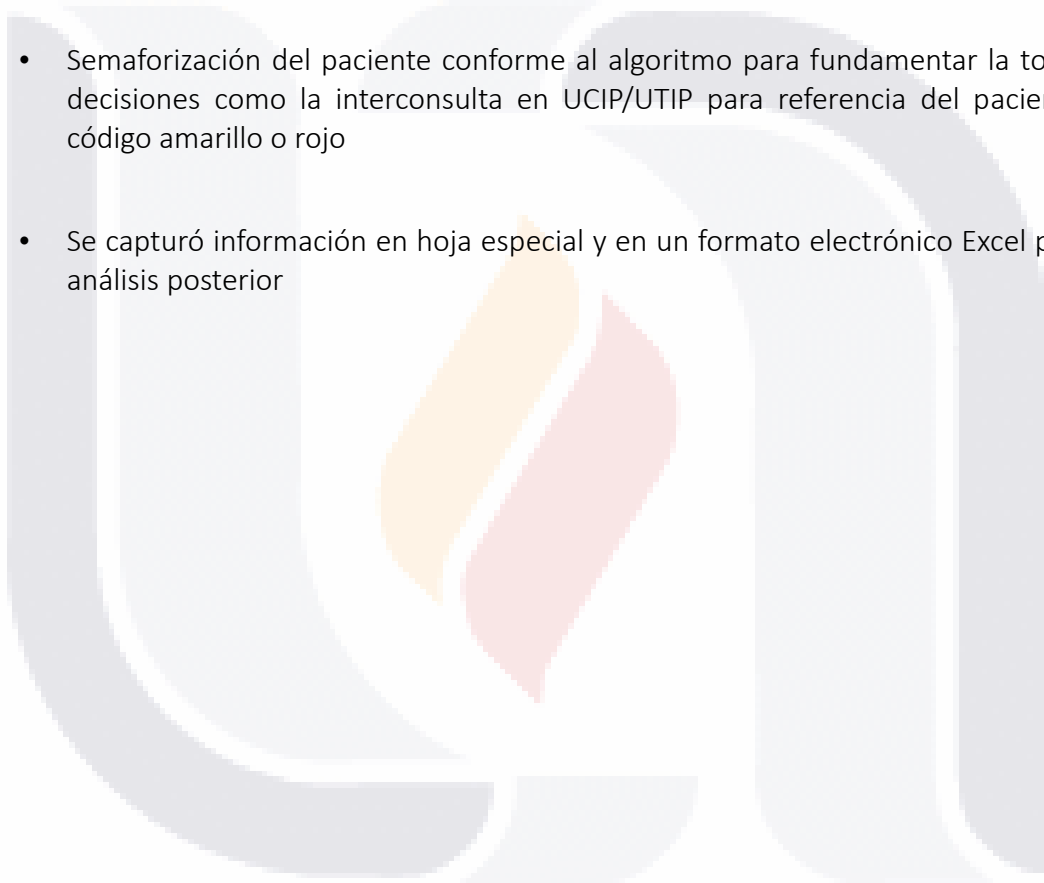 • Semaforización del paciente conforme al algoritmo para fundamentar la to
decisiones como la interconsulta en UCIP/UTIP para referencia del pacien
código amarillo o rojo
• Se capturó información en hoja especial y en un formato electrónico Excel p
análisis posterior